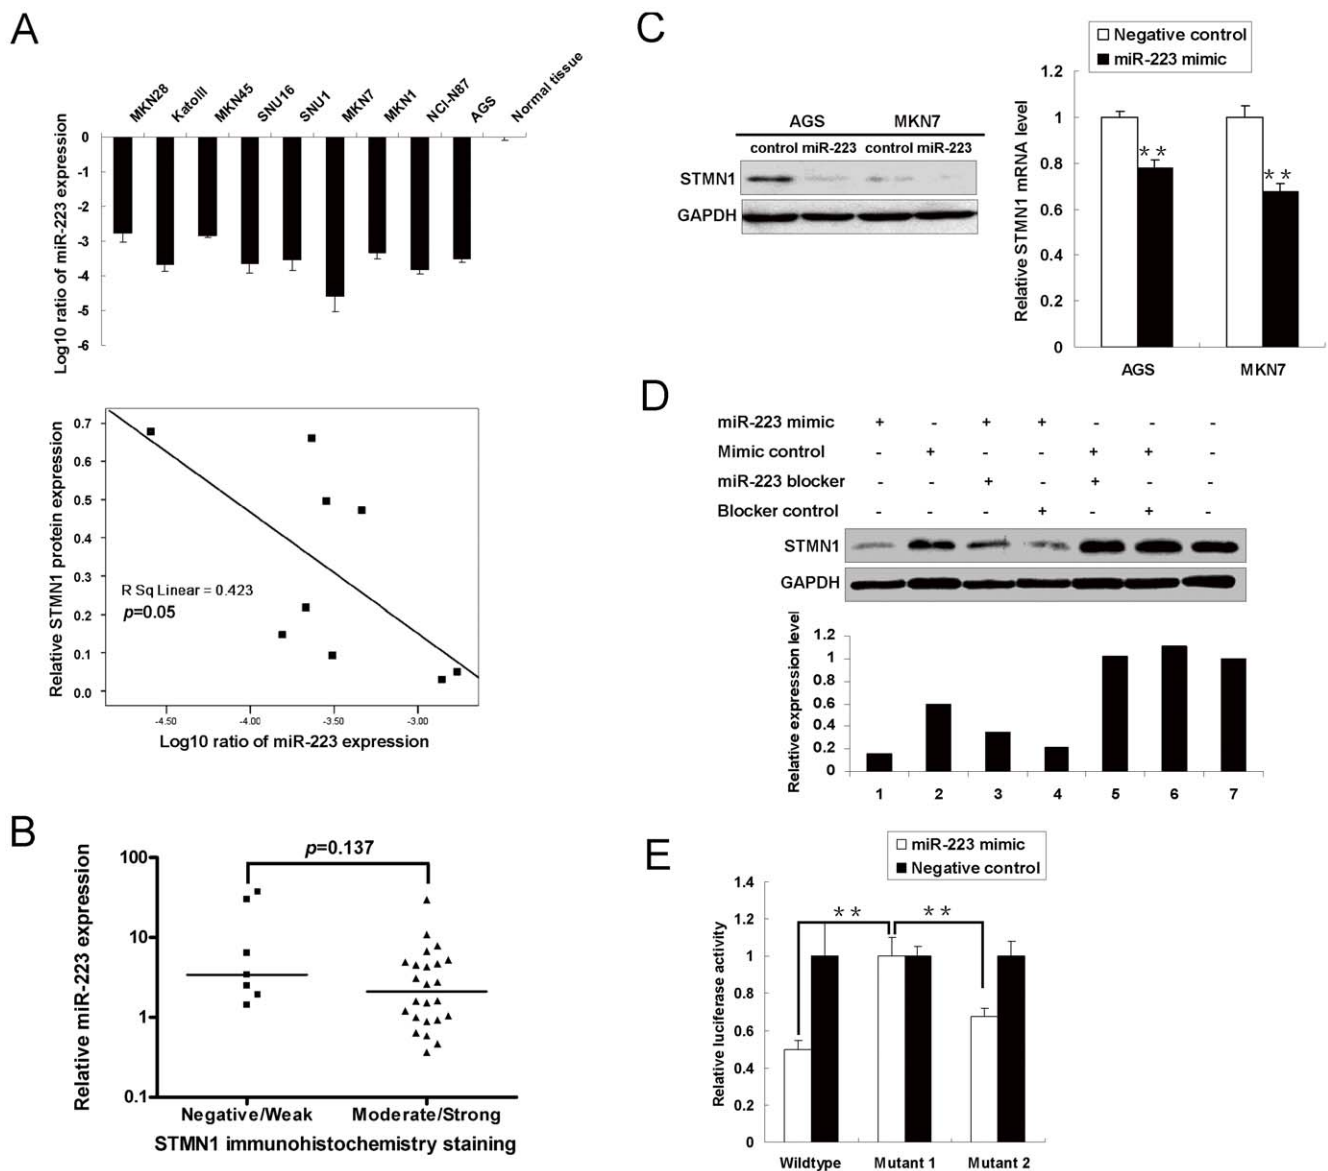 A
MKN28 KatoIII MKN45 SNU16 SNU1 MKN7 MKN1 NCI-N87 AGS Normal tissue
Log10 ratio of miR-223 expression
0
-1
-2
-3
-4
-5
-6
Relative STMN1 protein expression
0.7
0.6
0.5
0.4
0.3
0.2
0.1
0.0
R Sq Linear = 0.423
p=0.05
-4.50 -4.00 -3.50 -3.00
Log10 ratio of miR-223 expression
B
p=0.137
Relative miR-223 expression
100
10
1
0.1
Negative/Weak Moderate/Strong
STMN1 immunohistochemistry staining
C
AGS MKN7
control miR-223 control miR-223
STMN1
GAPDH
Negative control
miR-223 mimic
Relative STMN1 mRNA level
1.2
1
0.8
0.6
0.4
0.2
0
** **
AGS MKN7
D
miR-223 mimic + - + + - - -
Mimic control - + - - + + -
miR-223 blocker - - + - + - -
Blocker control - - - + - + -
STMN1
GAPDH
Relative expression level
1.2
1
0.8
0.6
0.4
0.2
0
1 2 3 4 5 6 7
E
miR-223 mimic
Negative control
Relative luciferase activity
1.4
1.2
1
0.8
0.6
0.4
0.2
0
** **
Wildtype Mutant 1 Mutant 2